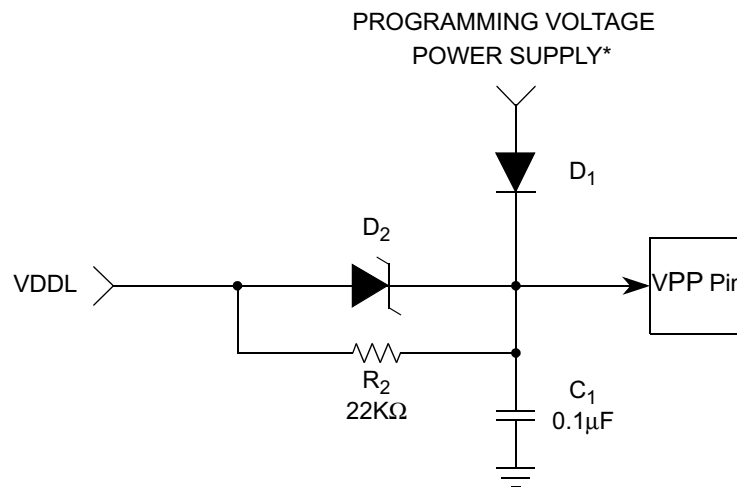 PROGRAMMING VOLTAGE
POWER SUPPLY*
D1
D2
VDDL
VPP Pin
R2
22KΩ
C1
0.1µF